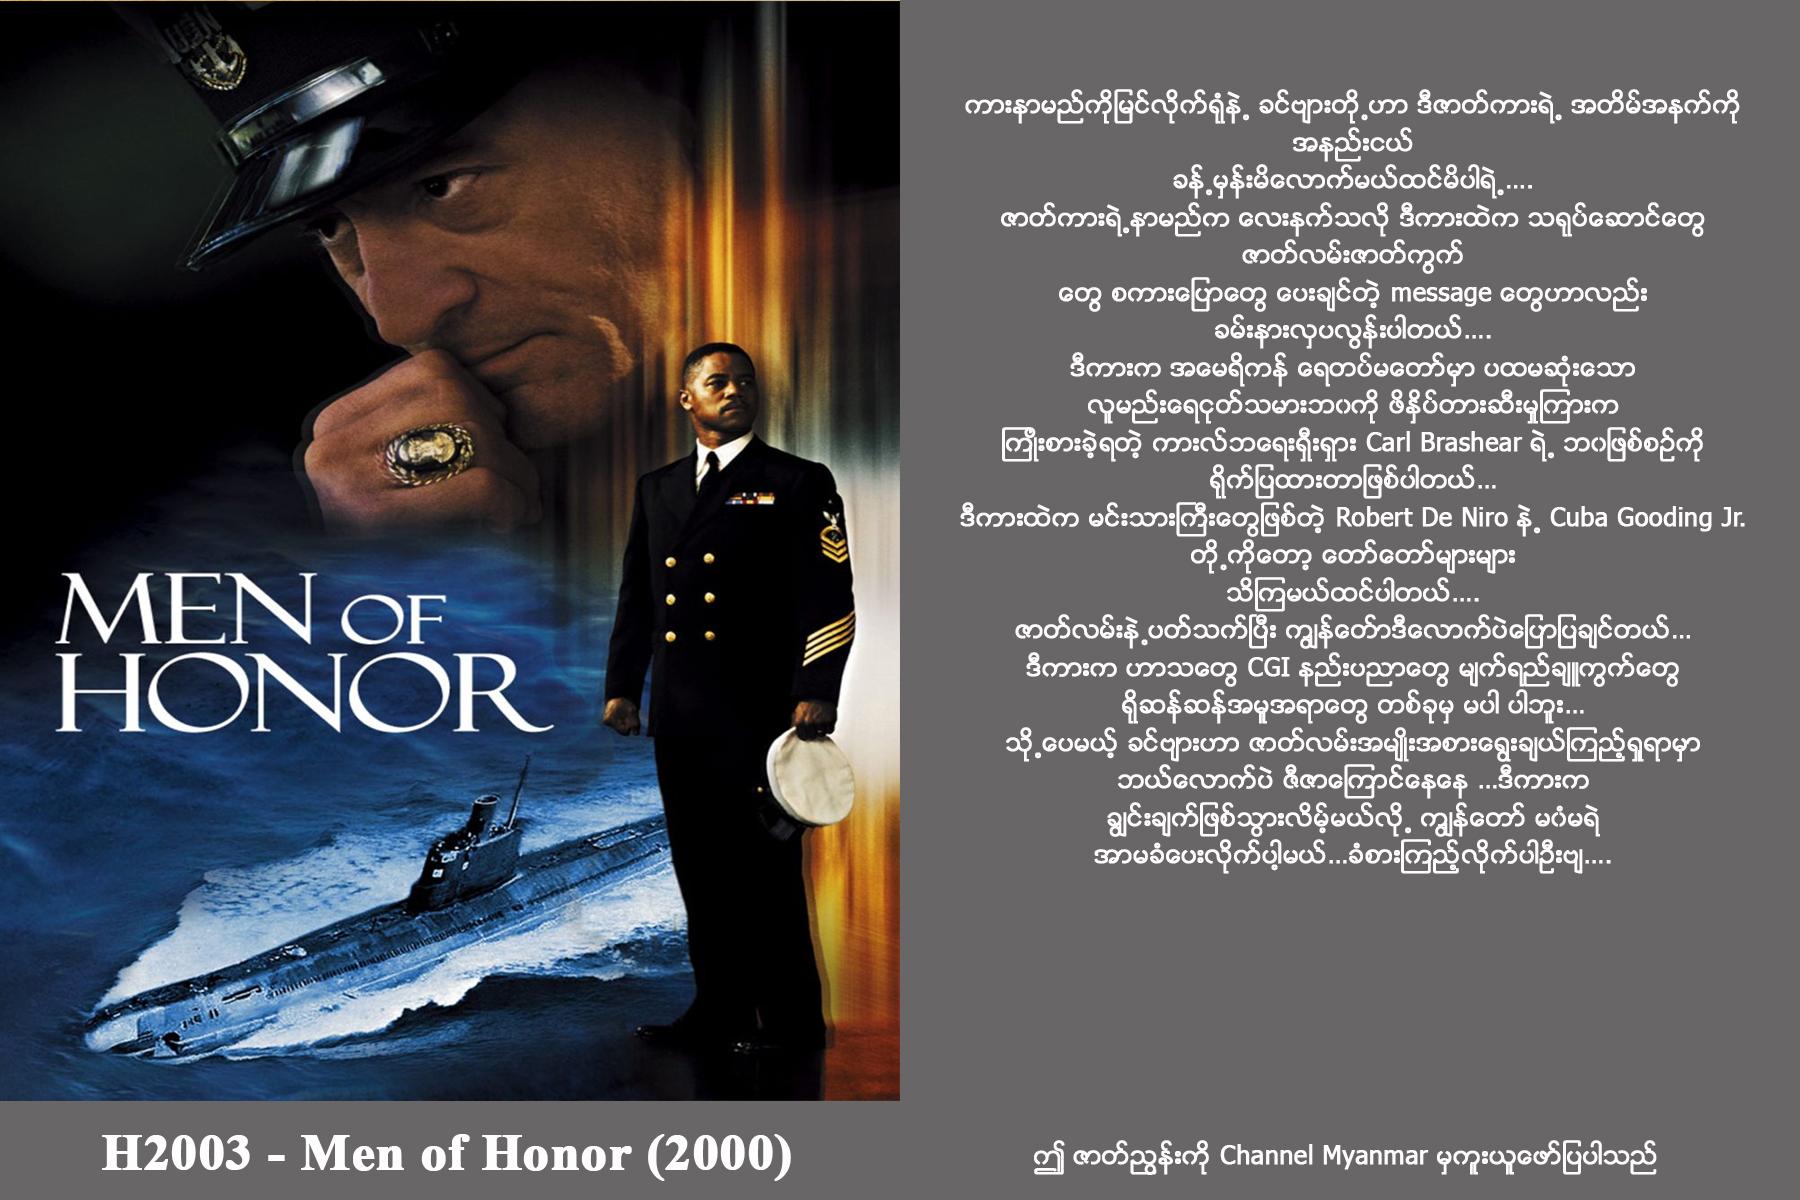 MEN OF
HONOR
H2003 - Men of Honor (2000)
ကားနာမည်ကိုမြင်လိုက်ရုံနဲ့ ခင်ဗျားတို့ဟာ ဒီဇာတ်ကားရဲ့ အတိမ်အနက်ကို
အနည်းငယ်
ခန့်မှန်းမိလောက်မယ်ထင်မိပါရဲ့....
ဇာတ်ကားရဲ့နာမည်က လေးနက်သလို ဒီကားထဲက သရုပ်ဆောင်တွေ
ဇာတ်လမ်းဇာတ်ကွက်
တွေ စကားပြောတွေ ပေးချင်တဲ့ message တွေဟာလည်း
ခမ်းနားလှပလွန်းပါတယ်....
ဒီကားက အမေရိကန် ရေတပ်မတော်မှာ ပထမဆုံးသော
လူမည်းရေငုတ်သမားဘဝကို ဖိနှိပ်တားဆီးမှုကြားက
ကြိုးစားခဲ့ရတဲ့ ကားလ်ဘရေးရှီးရှား Carl Brashear ရဲ့ ဘဝဖြစ်စဉ်ကို
ရိုက်ပြထားတာဖြစ်ပါတယ်...
ဒီကားထဲက မင်းသားကြီးတွေဖြစ်တဲ့ Robert De Niro နဲ့ Cuba Gooding Jr.
တို့ကိုတော့ တော်တော်များများ
သိကြမယ်ထင်ပါတယ်....
ဇာတ်လမ်းနဲ့ပတ်သက်ပြီး ကျွန်တော်ဒီလောက်ပဲပြောပြချင်တယ်...
ဒီကားက ဟာသတွေ CGI နည်းပညာတွေ မျက်ရည်ချူကွက်တွေ
ရိုဆန်ဆန်အမူအရာတွေ တစ်ခုမှ မပါ ပါဘူး...
သို့ပေမယ့် ခင်ဗျားဟာ ဇာတ်လမ်းအမျိုးအစားရွေးချယ်ကြည့်ရှုရာမှာ
ဘယ်လောက်ပဲ ဇီဇာကြောင်နေနေ ...ဒီကားက
ချွင်းချက်ဖြစ်သွားလိမ့်မယ်လို့ ကျွန်တော် မဝံမရဲ
အာမခံပေးလိုက်ပါ့မယ်...ခံစားကြည့်လိုက်ပါဦးဗျ....
ဤ ဇာတ်ညွှန်းကို Channel Myanmar မှကူးယူဖော်ပြပါသည်